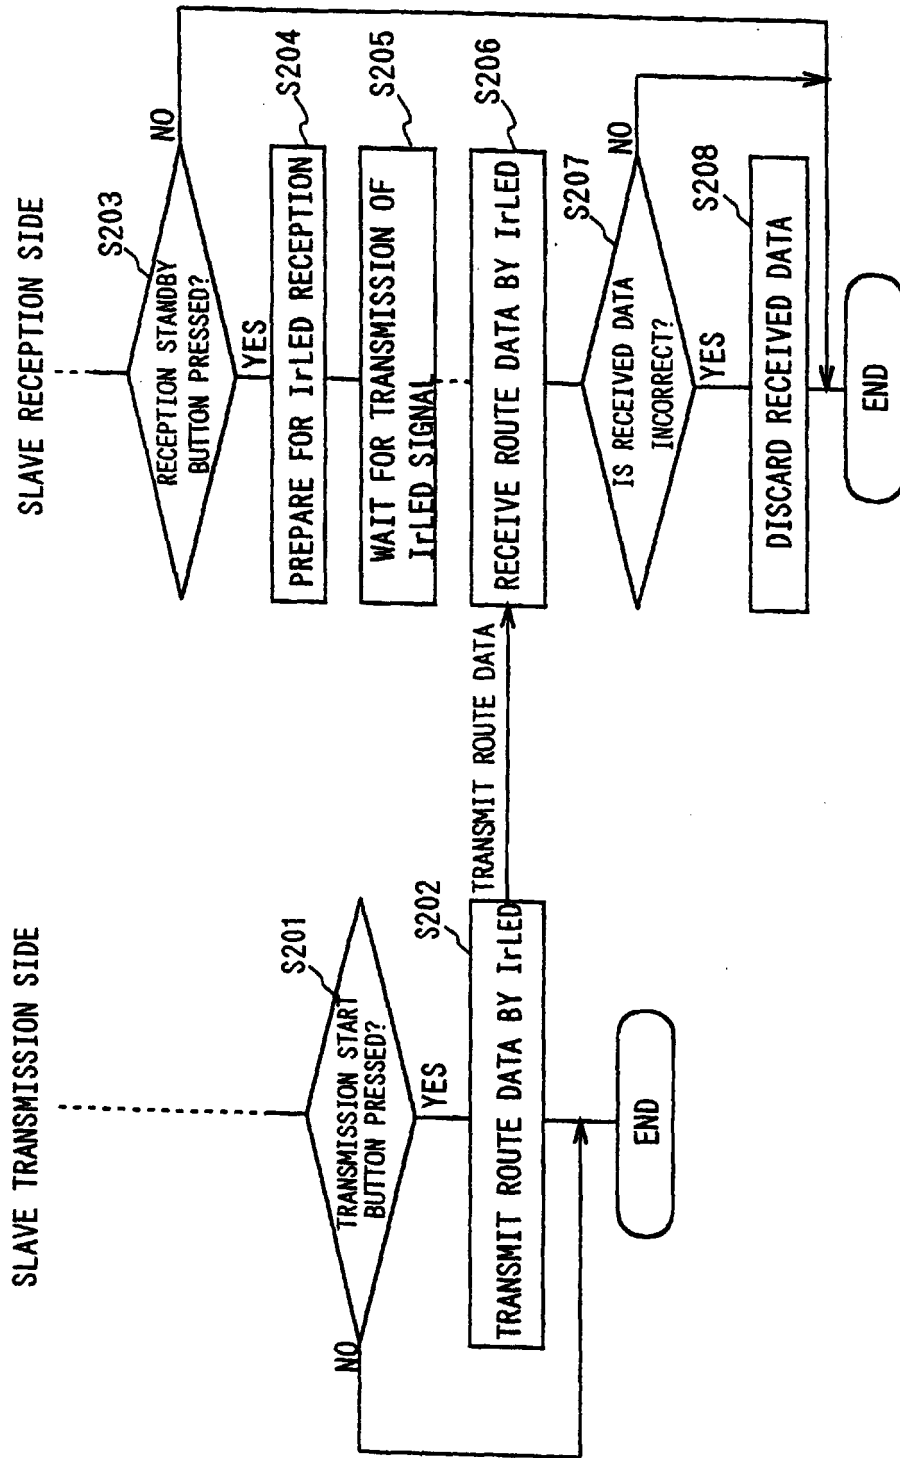 SLAVE TRANSMISSION SIDE
TRANSMISSION START
BUTTON PRESSED?
S201
NO
YES
TRANSMIT ROUTE DATA BY IrLED
S202
END
TRANSMIT ROUTE DATA
SLAVE RECEPTION SIDE
RECEPTION STANDBY
BUTTON PRESSED?
S203
NO
YES
PREPARE FOR IrLED RECEPTION
S204
WAIT FOR TRANSMISSION OF
IrLED SIGNAL
S205
RECEIVE ROUTE DATA BY IrLED
S206
IS RECEIVED DATA
INCORRECT?
S207
NO
YES
DISCARD RECEIVED DATA
S208
END